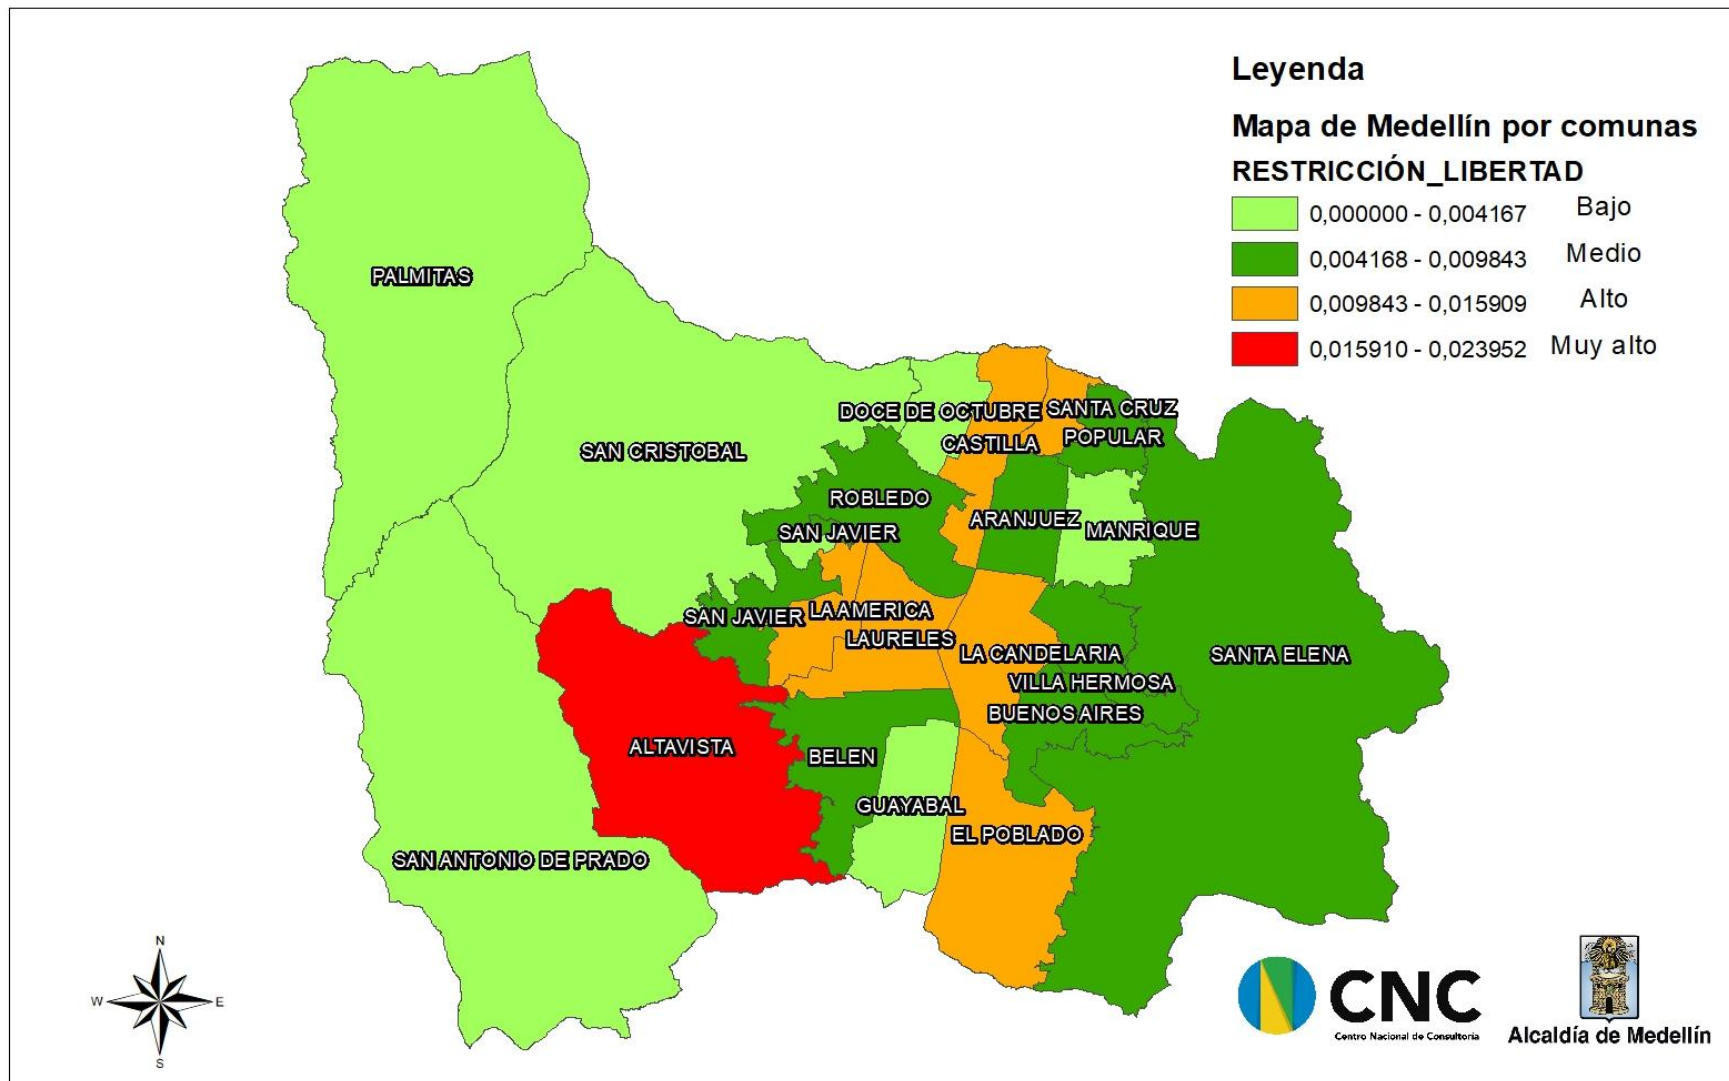 Leyenda
Mapa de Medellín por comunas
RESTRICCIÓN_LIBERTAD
0,000000 - 0,004167 Bajo
0,004168 - 0,009843 Medio
0,009843 - 0,015909 Alto
0,015910 - 0,023952 Muy alto
PALMITAS
DOCE DE OCTUBRE
SANTA CRUZ
CASTILLA
POPULAR
SAN CRISTOBAL
ROBLEDO
ARANJUEZ
SAN JAVIER
MANRIQUE
LA AMERICA
SAN JAVIER
LAURELES
LA CANDELARIA
SANTA ELENA
VILLA HERMOSA
BUENOS AIRES
ALTAVISTA
BELEN
GUAYABAL
EL POBLADO
SAN ANTONIO DE PRADO
N
W
E
S
CNC
Centro Nacional de Consultoría
Alcaldía de Medellín